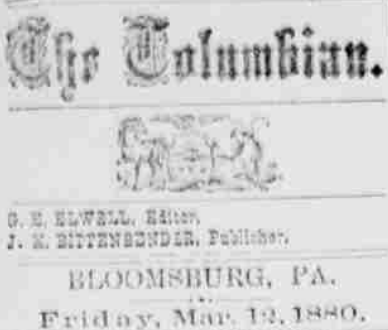 The Columbian.
G. E. ELWELL, Editor,
J. K. BITTENBENDER, Publisher.
BLOOMSBURG, PA.
Friday, Mar. 12, 1880.